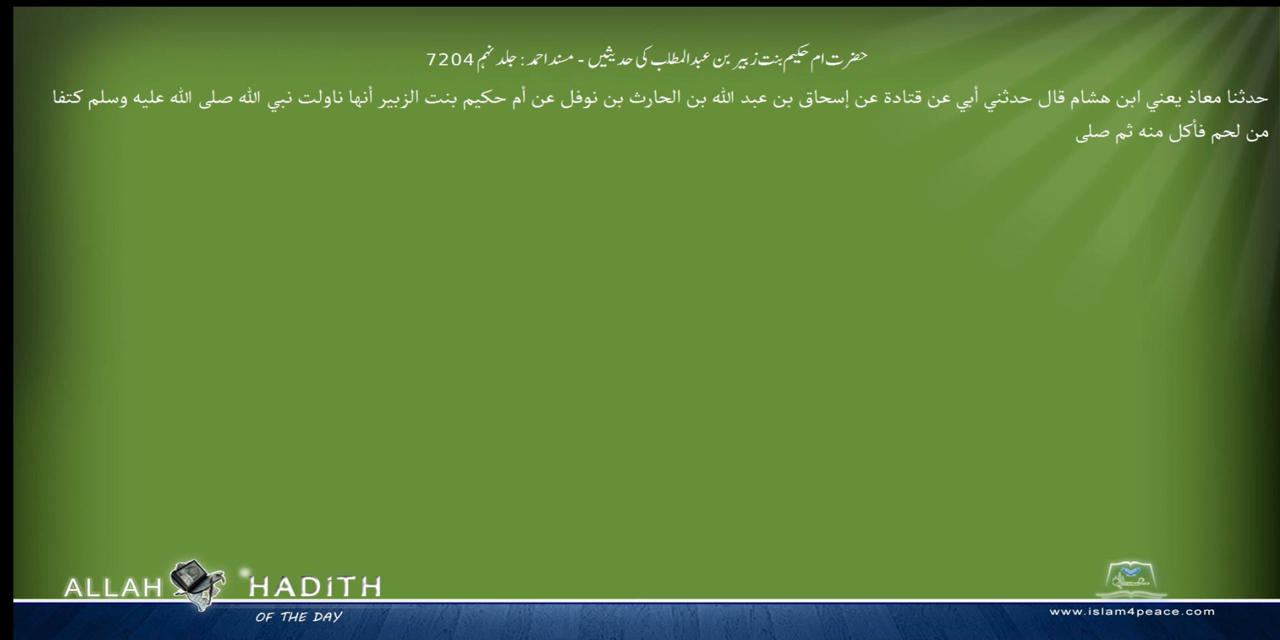 حضرت ام حکیم بنت زبیر بن عبدالمطلب کی حدیثیں - مسند احمد : جلد نہم 7204
حدثنا معاذ يعني ابن هشام قال حدثني أبي عن قتادة عن إسحاق بن عبد الله بن الحارث بن نوفل عن أم حكيم بنت الزبير أنها ناولت نبي الله صلى الله عليه وسلم كتفا
من لحم فأكل منه ثم صلى
ALLAH HADITH
OF THE DAY
www.islam4peace.com